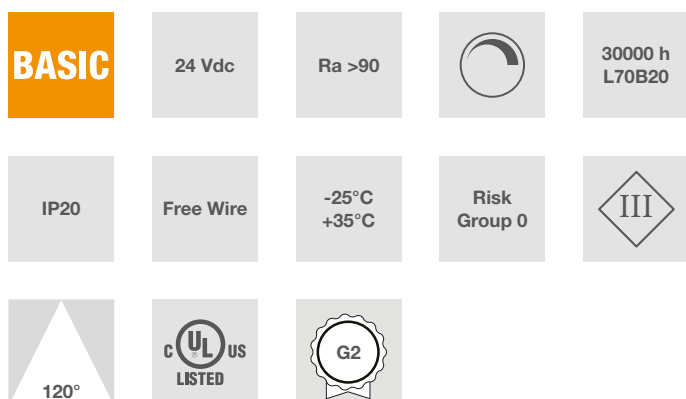 BASIC
24 Vdc
Ra >90
30000 h
L70B20
IP20
Free Wire
-25°C
+35°C
Risk
Group 0
III
120°
C UL US
®
LISTED
G2